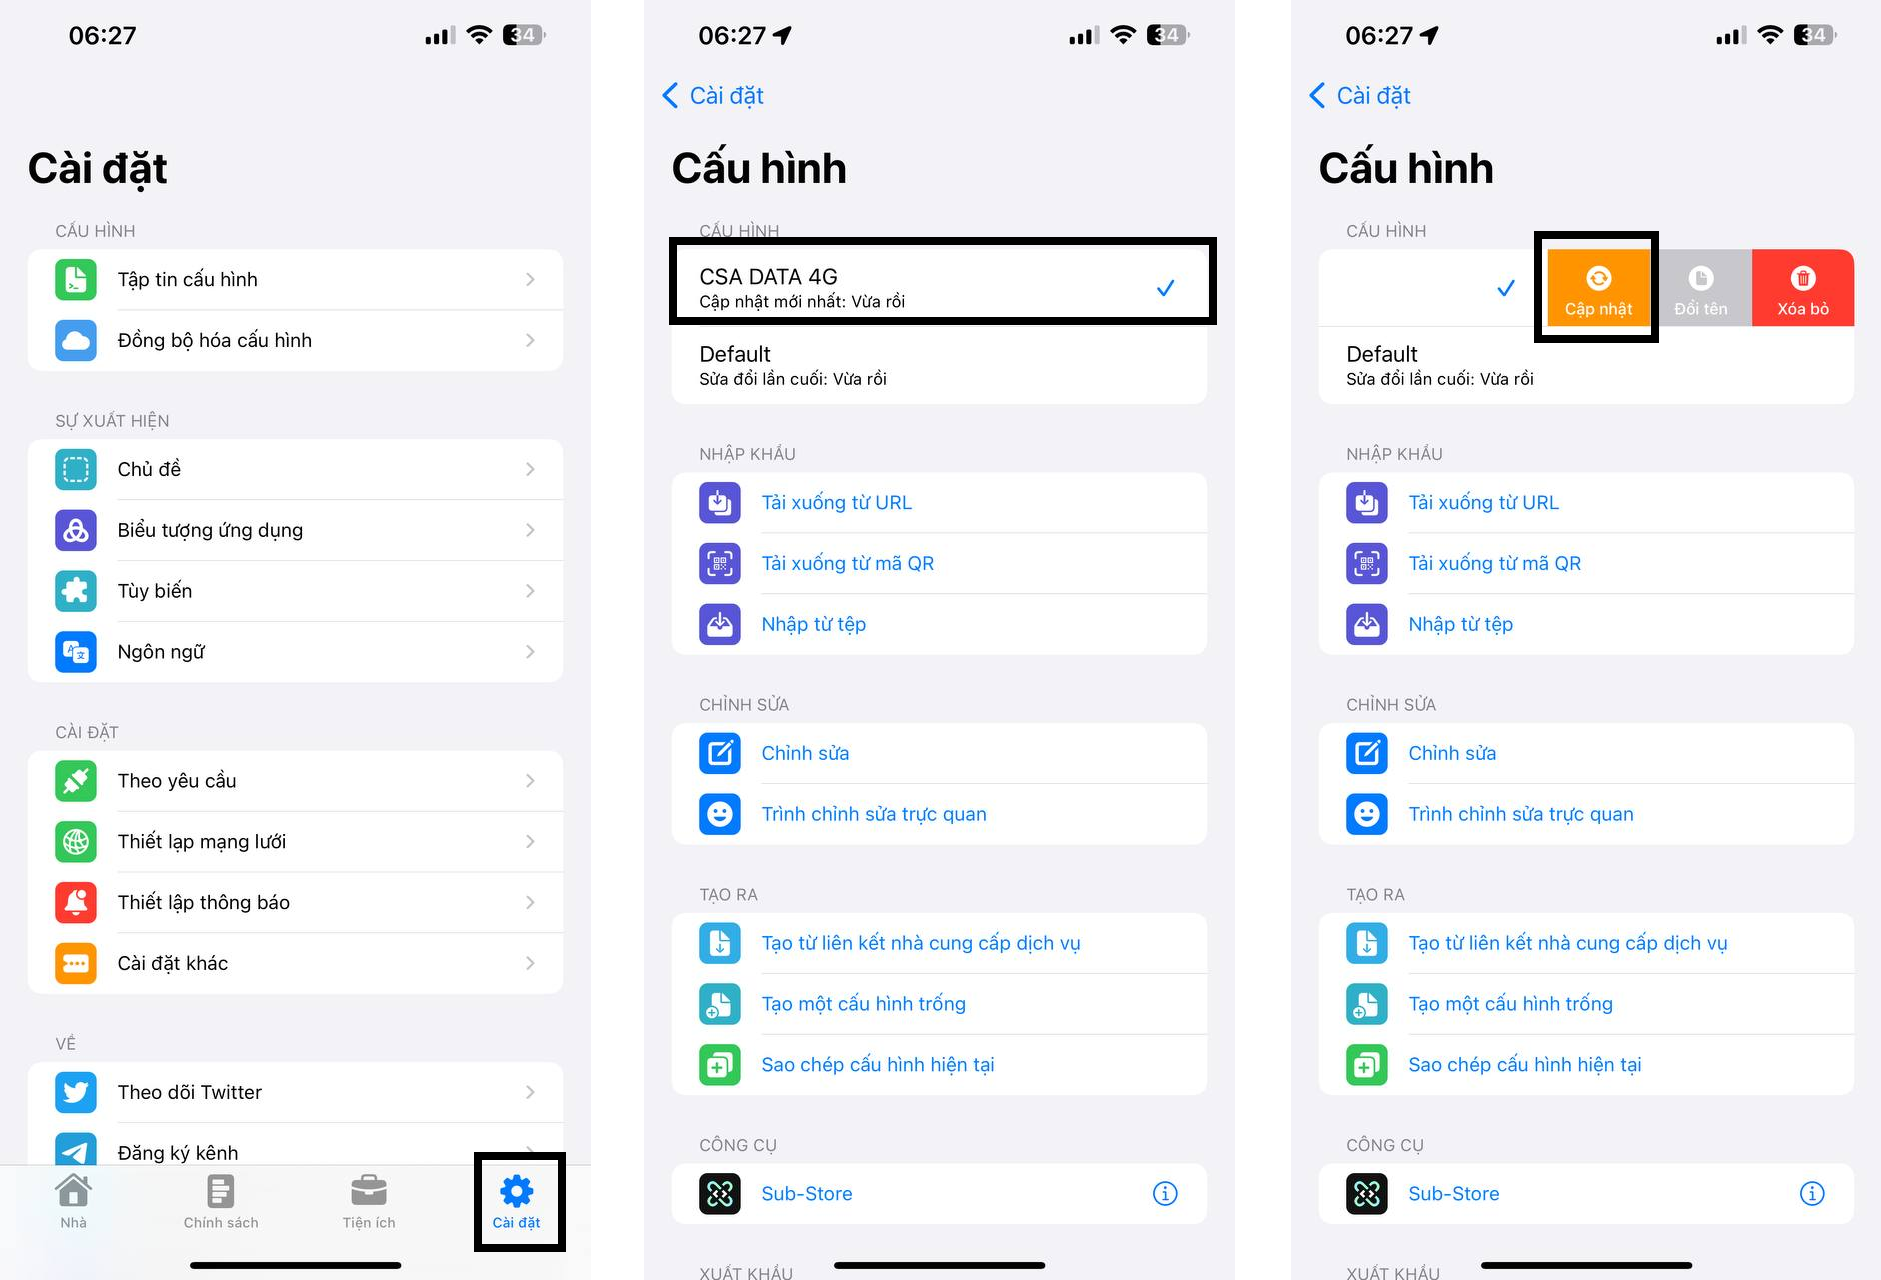 06:27
34
Cài đặt
CẤU HÌNH
Tập tin cấu hình
Đồng bộ hóa cấu hình
SỰ XUẤT HIỆN
Chủ đề
Biểu tượng ứng dụng
Tùy biến
Ngôn ngữ
CÀI ĐẶT
Theo yêu cầu
Thiết lạp mạng lưới
Thiết lập thông báo
Cài đặt khác
VỀ
Theo dõi Twitter
Đăng ký kênh
Nhà
Chính sách
Tiện ích
Cài đặt
06:27
34
Cài đặt
Cấu hình
CẤU HÌNH
CSA DATA 4G
Cập nhật mới nhất: Vừa rồi
Default
Sửa đổi lần cuối: Vừa rồi
NHẬP KHẨU
Tải xuống từ URL
Tải xuống từ mã QR
Nhập từ tệp
CHỈNH SỬA
Chỉnh sửa
Trình chỉnh sửa trực quan
TẠO RA
Tạo từ liên kết nhà cung cấp dịch vụ
Tạo một cấu hình trống
Sao chép cấu hình hiện tại
CÔNG CỤ
Sub-Store
XUẤT KHẨU
06:27
34
Cài đặt
Cấu hình
CẤU HÌNH
Cập nhật
Đổi tên
Xóa bỏ
Default
Sửa đổi lần cuối: Vừa rồi
NHẬP KHẨU
Tải xuống từ URL
Tải xuống từ mã QR
Nhập từ tệp
CHỈNH SỬA
Chỉnh sửa
Trình chỉnh sửa trực quan
TẠO RA
Tạo từ liên kết nhà cung cấp dịch vụ
Tạo một cấu hình trống
Sao chép cấu hình hiện tại
CÔNG CỤ
Sub-Store
XUẤT KHẨU